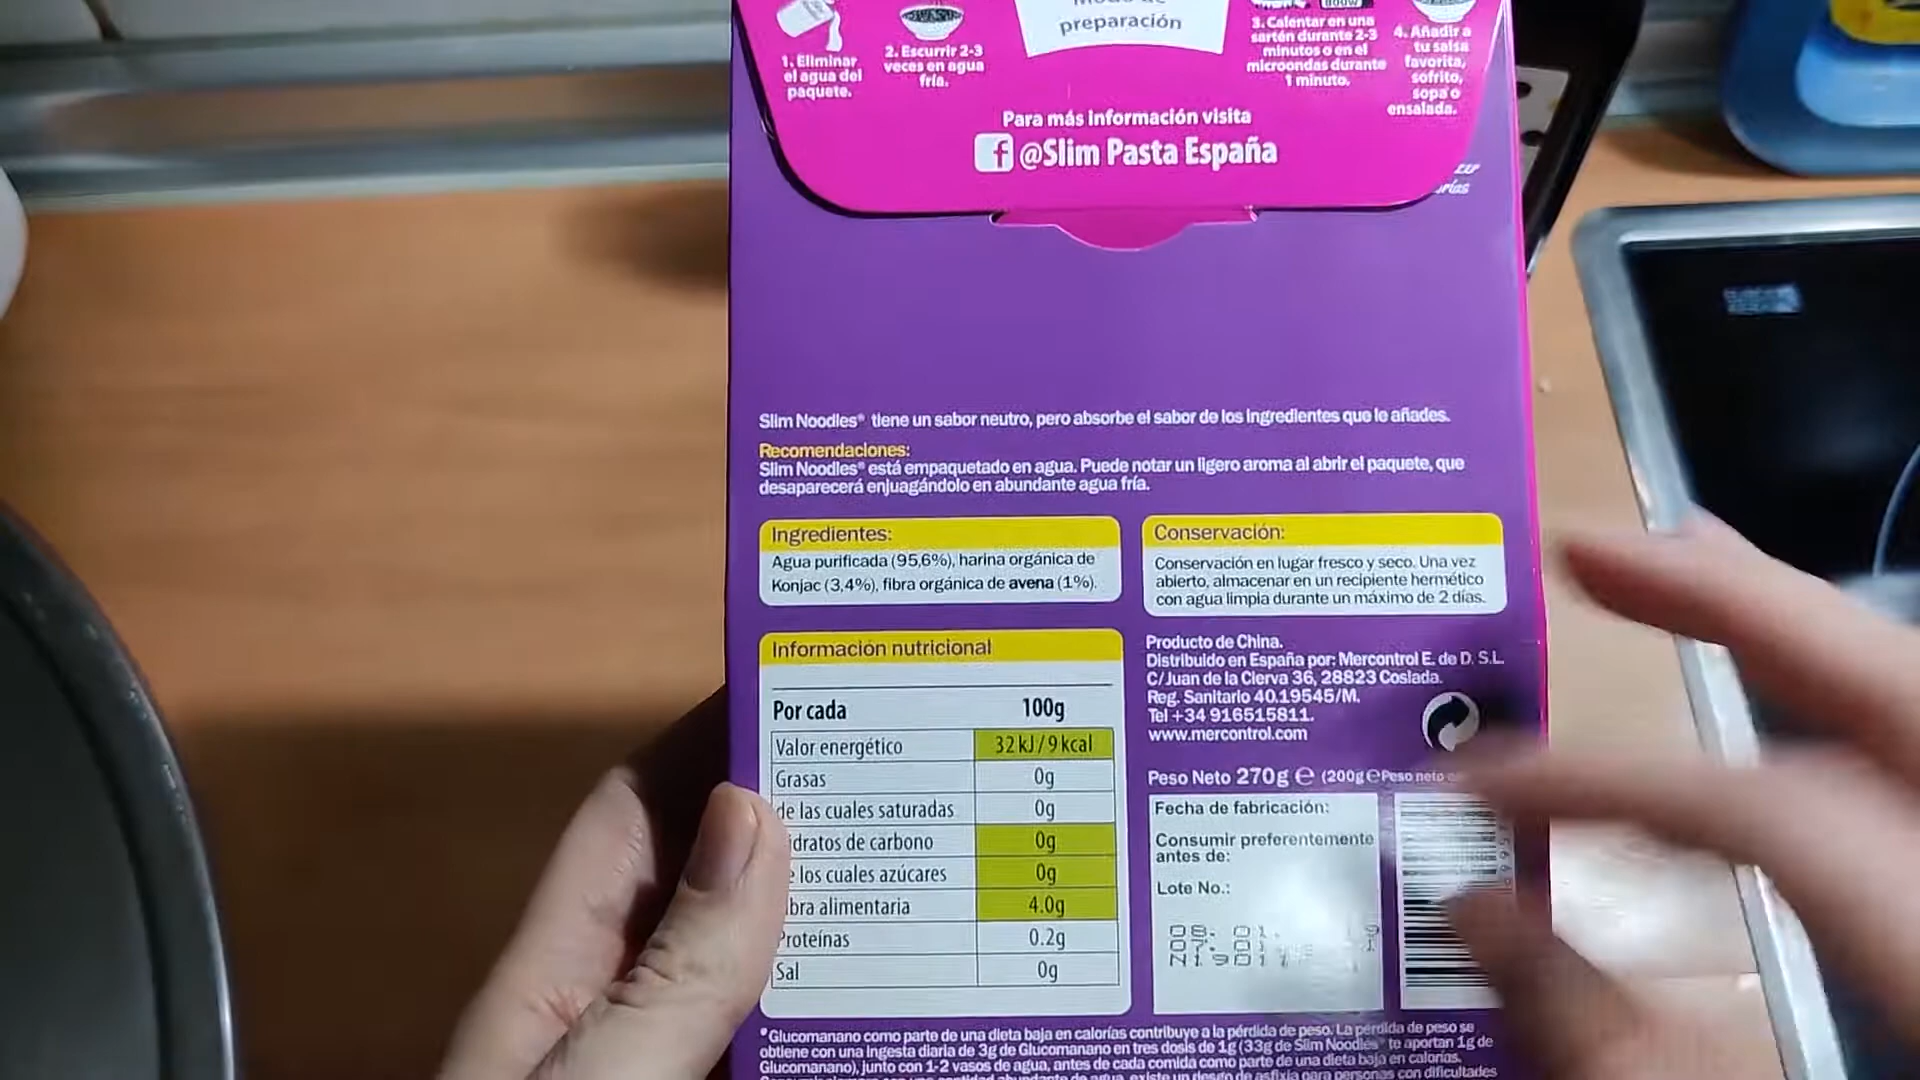 preparación
1. Eliminar
el agua del
paquete.
2. Escurrir 2-3
veces en agua
fría.
3. Calentar en una
sartén durante 2-3
minutos o en el
microondas durante
1 minuto.
4. Añadir a
tu salsa
favorita,
sofrito,
sopa o
ensalada.
Para más información visita
f @Slim Pasta España
Slim Noodles® tiene un sabor neutro, pero absorbe el sabor de los ingredientes que le añades.
Recomendaciones:
Slim Noodles® está empaquetado en agua. Puede notar un ligero aroma al abrir el paquete, que
desaparecerá enjuagándolo en abundante agua fría.
Ingredientes:
Agua purificada (95,6%), harina orgánica de
Konjac (3,4%), fibra orgánica de avena (1%).
Conservación:
Conservación en lugar fresco y seco. Una vez
abierto, almacenar en un recipiente hermético
con agua limpia durante un máximo de 2 días.
Información nutricional
Por cada 100g
Valor energético 32 kJ / 9 kcal
Grasas 0g
de las cuales saturadas 0g
idratos de carbono 0g
los cuales azúcares 0g
bra alimentaria 4.0g
Proteínas 0.2g
Sal 0g
Producto de China.
Distribuido en España por: Mercontrol E. de D. S.L.
C/Juan de la Cierva 36, 28823 Coslada.
Reg. Sanitario 40.19545/M.
Tel +34 916515811.
www.mercontrol.com
Peso Neto 270g e (200g e Peso neto
Fecha de fabricación:
Consumir preferentemente
antes de:
Lote No.:
08. 01.
07. 01
*Glucomanano como parte de una dieta baja en calorías contribuye a la pérdida de peso. La pérdida de peso se
obtiene con una ingesta diaria de 3g de Glucomanano en tres dosis de 1g (33g de Slim Noodles® te aportan 1g de
Glucomanano), junto con 1-2 vasos de agua, antes de cada comida como parte de una dieta baja en calorías.
existe un riesgo de asfixia para personas con dificultades